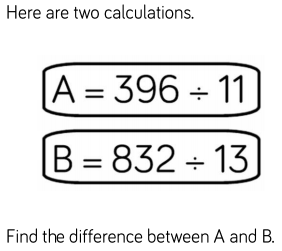 Here are two calculations.
A = 396 ÷ 11
B = 832 ÷ 13
Find the difference between A and B.